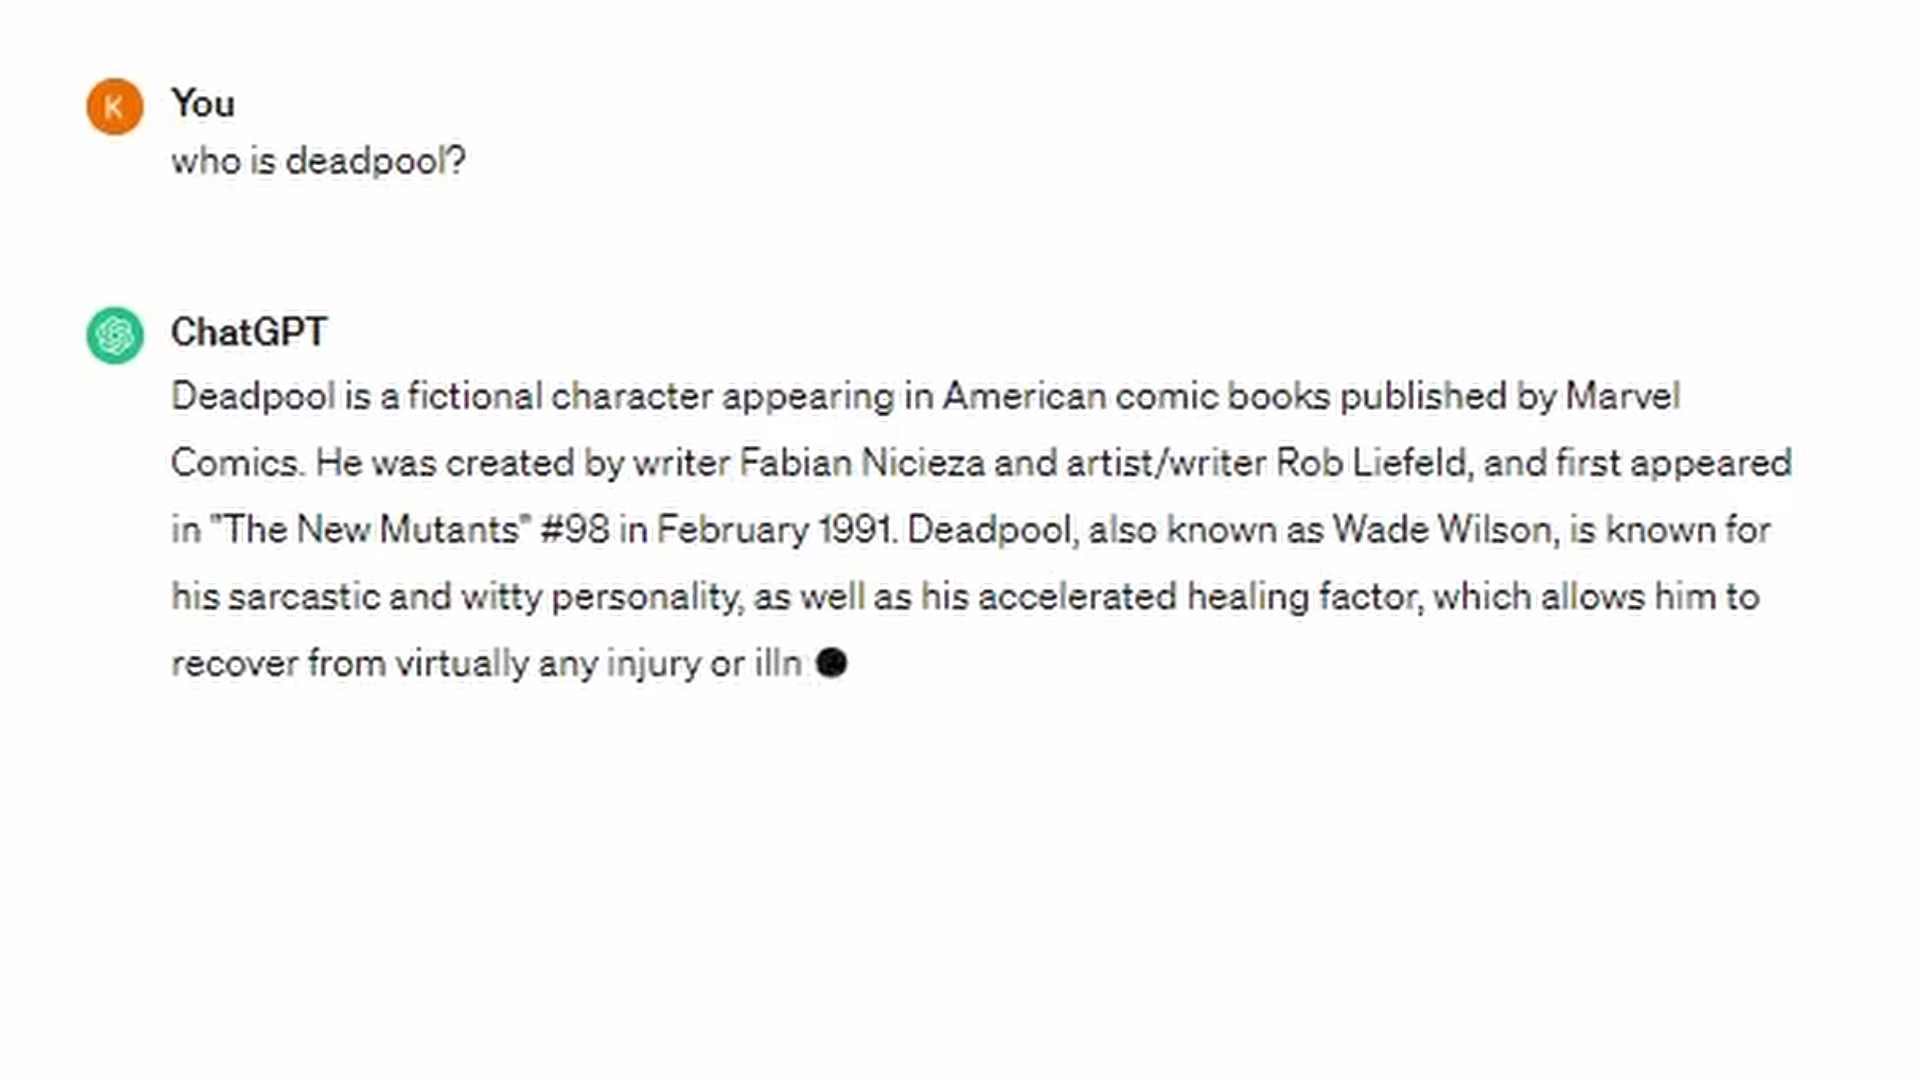 K
You
who is deadpool?
ChatGPT
Deadpool is a fictional character appearing in American comic books published by Marvel
Comics. He was created by writer Fabian Nicieza and artist/writer Rob Liefeld, and first appeared
in "The New Mutants" #98 in February 1991. Deadpool, also known as Wade Wilson, is known for
his sarcastic and witty personality, as well as his accelerated healing factor, which allows him to
recover from virtually any injury or illn